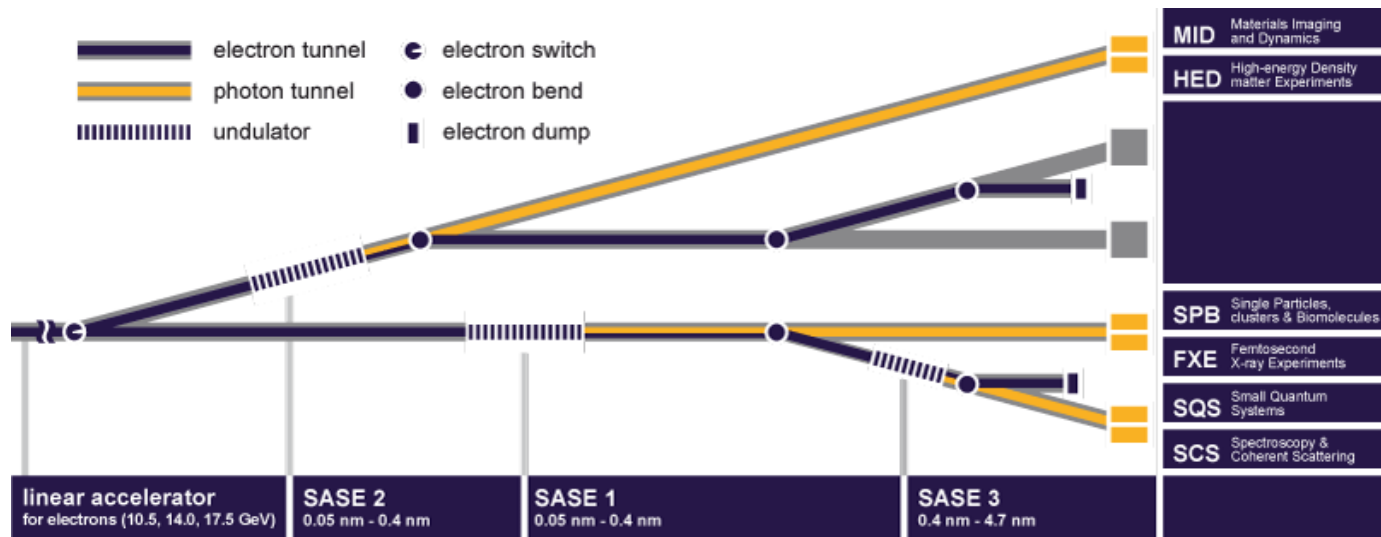 electron tunnel
photon tunnel
undulator
electron switch
electron bend
electron dump
MID Materials Imaging
and Dynamics
HED High-energy Density
matter Experiments
SPB Single Particles,
clusters & Biomolecules
FXE Femtosecond
X-ray Experiments
SQS Small Quantum
Systems
SCS Spectroscopy &
Coherent Scattering
linear accelerator
for electrons (10.5, 14.0, 17.5 GeV)
SASE 2
0.05 nm - 0.4 nm
SASE 1
0.05 nm - 0.4 nm
SASE 3
0.4 nm - 4.7 nm